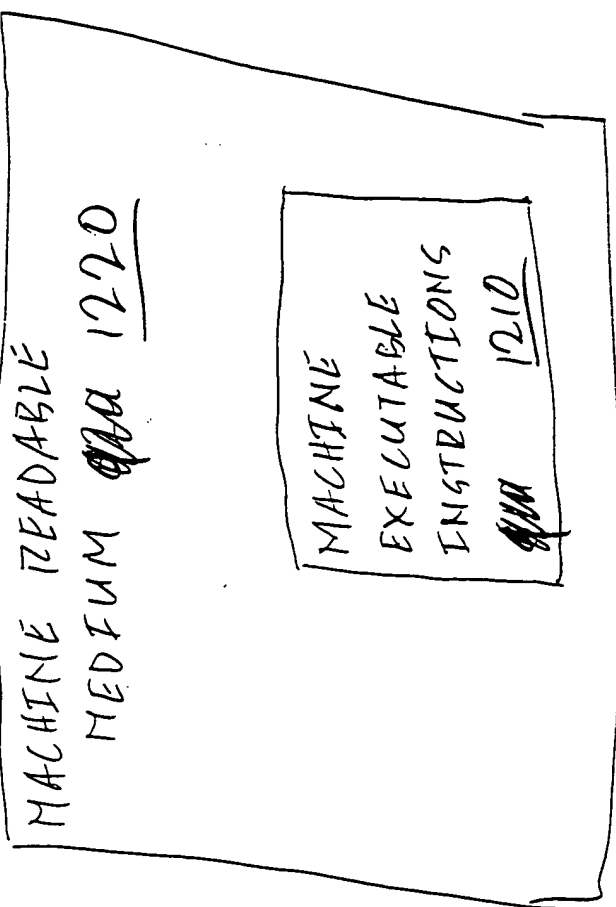 MACHINE READABLE
MEDIUM 1220
MACHINE
EXECUTABLE
INSTRUCTIONS
1210